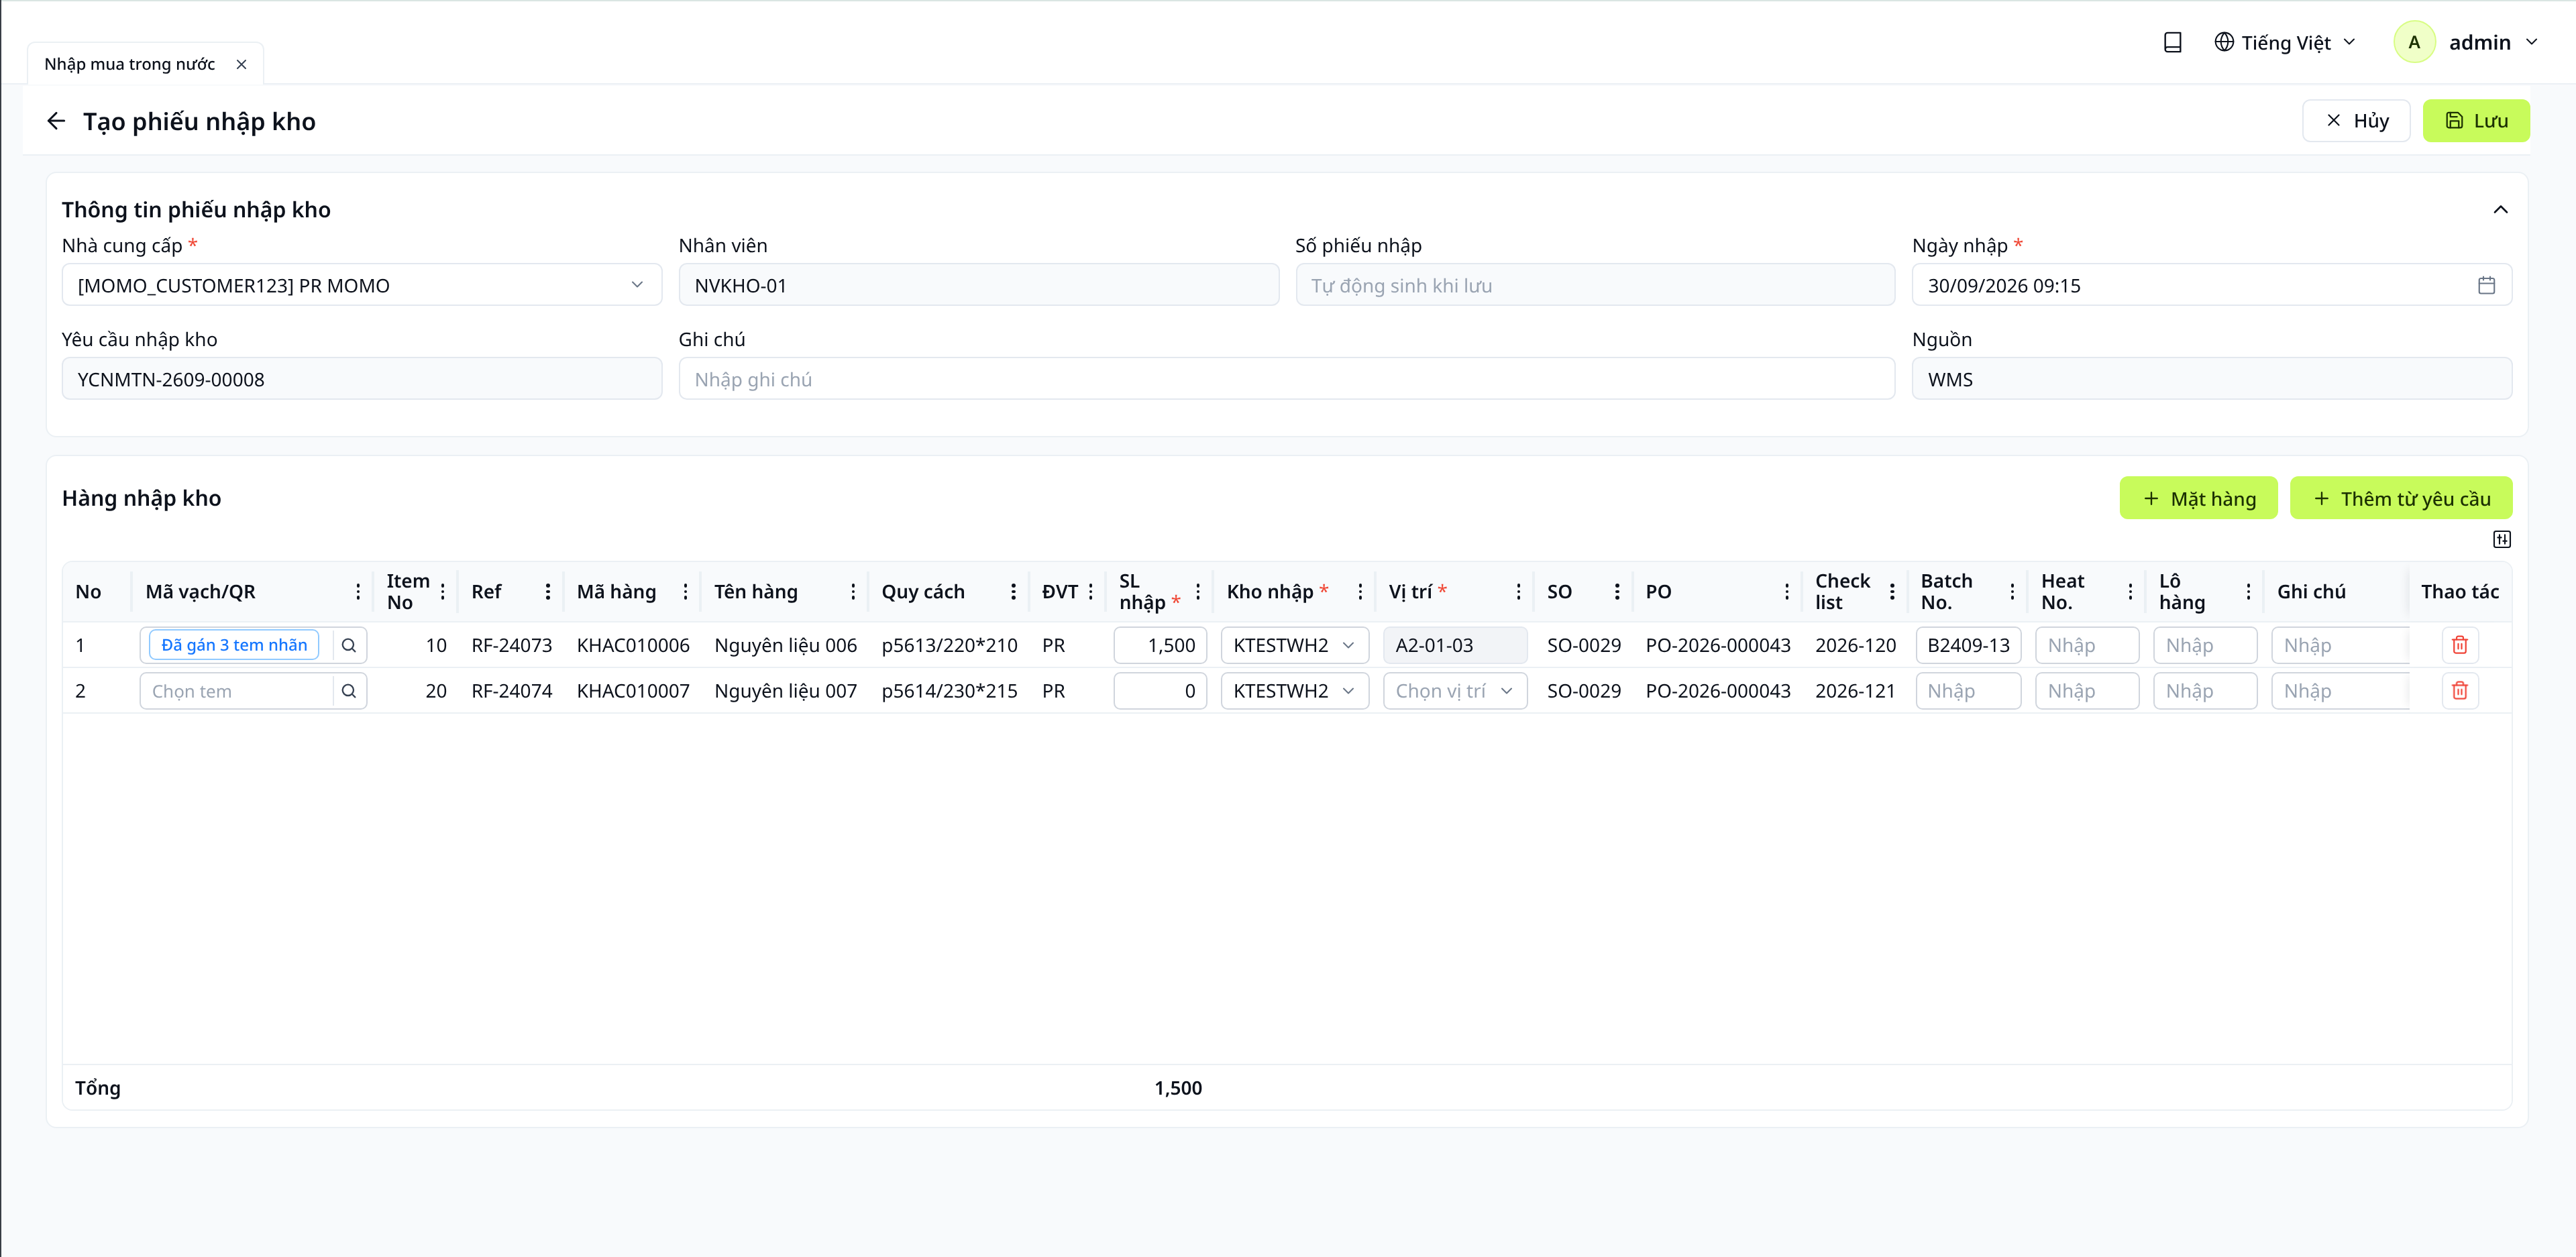 Nhập mua trong nước
Tiếng Việt
A admin
Tạo phiếu nhập kho
Hủy
Lưu
Thông tin phiếu nhập kho
Nhà cung cấp * Nhân viên Số phiếu nhập Ngày nhập *
[MOMO_CUSTOMER123] PR MOMO NVKHO-01 Tự động sinh khi lưu 30/09/2026 09:15
Yêu cầu nhập kho Ghi chú Nguồn
YCNMTN-2609-00008 Nhập ghi chú WMS
Hàng nhập kho
Mặt hàng
Thêm từ yêu cầu
No Mã vạch/QR Item No Ref Mã hàng Tên hàng Quy cách ĐVT SL nhập * Kho nhập * Vị trí * SO PO Check list Batch No. Heat No. Lô hàng Ghi chú Thao tác
1 Đã gán 3 tem nhãn 10 RF-24073 KHAC010006 Nguyên liệu 006 p5613/220*210 PR 1,500 KTESTWH2 A2-01-03 SO-0029 PO-2026-000043 2026-120 B2409-13 Nhập Nhập Nhập
2 Chọn tem 20 RF-24074 KHAC010007 Nguyên liệu 007 p5614/230*215 PR 0 KTESTWH2 Chọn vị trí SO-0029 PO-2026-000043 2026-121 Nhập Nhập Nhập Nhập
Tổng 1,500